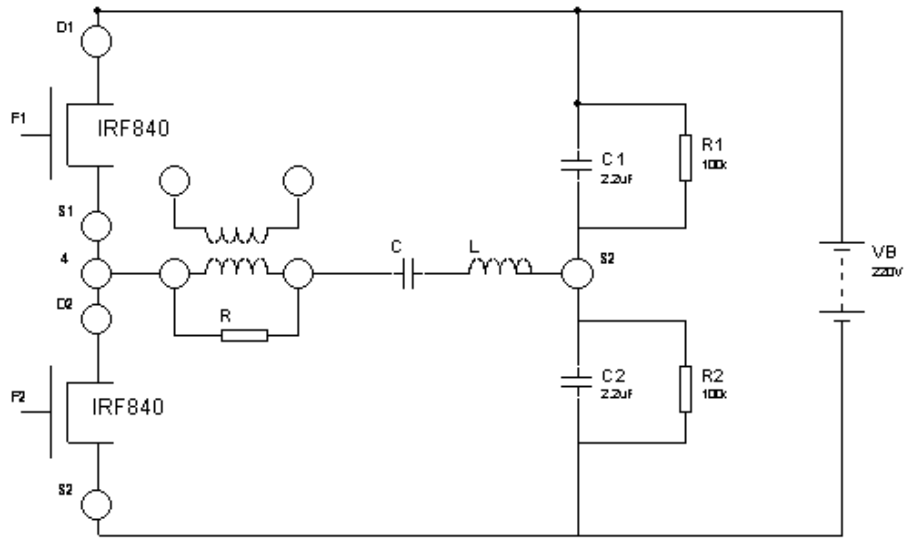 D1
F1
IRF840
S1
4
D2
F2
IRF840
S2
R
C
L
S2
C1
2.2uF
R1
100k
C2
2.2uF
R2
100k
VB
220V